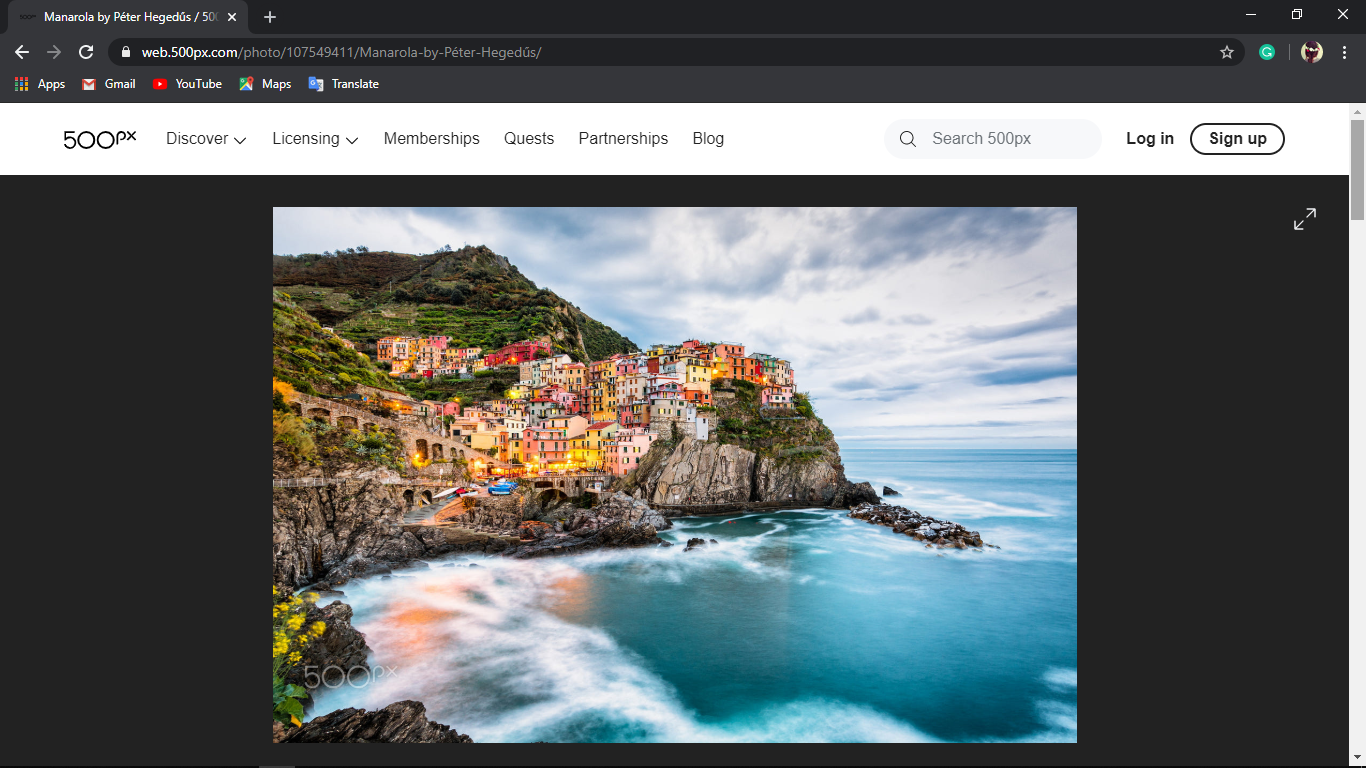 Manarola by Péter Hegedűs / 500
web.500px.com/photo/107549411/Manarola-by-Péter-Hegedűs/
Apps Gmail YouTube Maps Translate
500px Discover Licensing Memberships Quests Partnerships Blog Search 500px Log in Sign up
500px